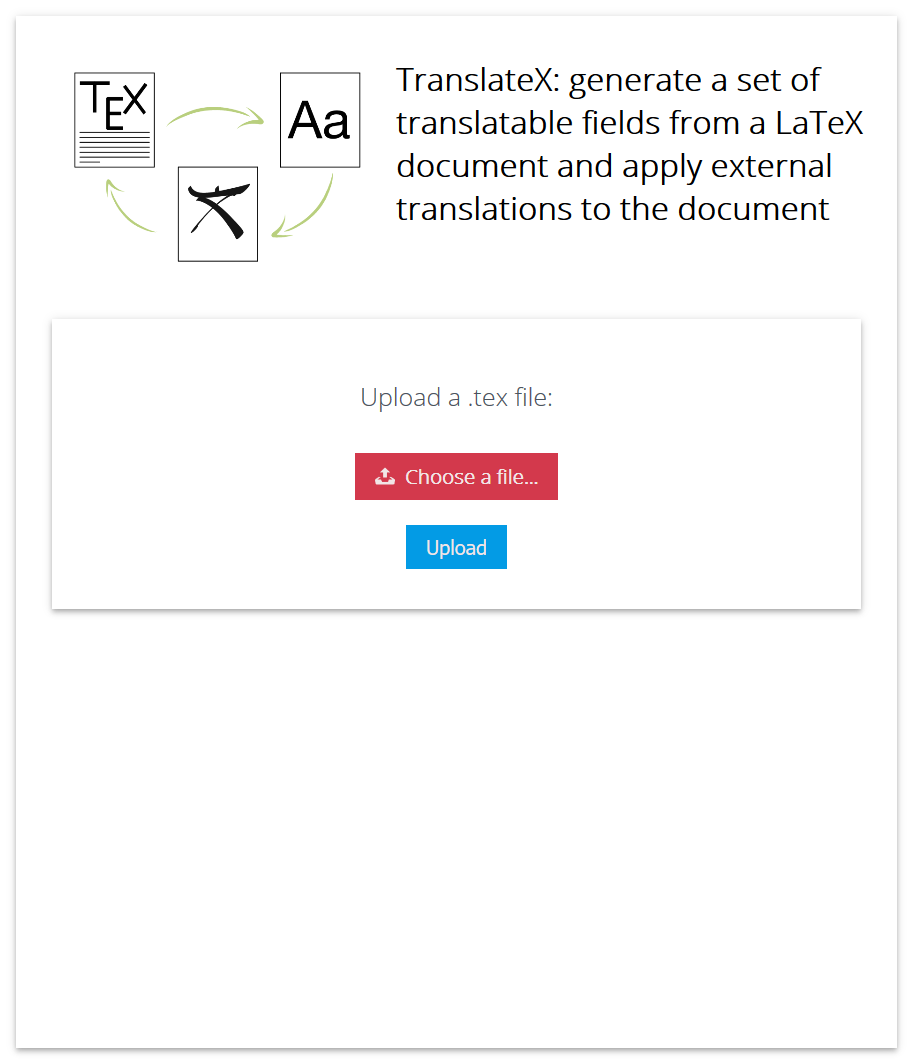 TEX
Aa
TranslateX: generate a set of
translatable fields from a LaTeX
document and apply external
translations to the document
Upload a .tex file:
Choose a file...
Upload